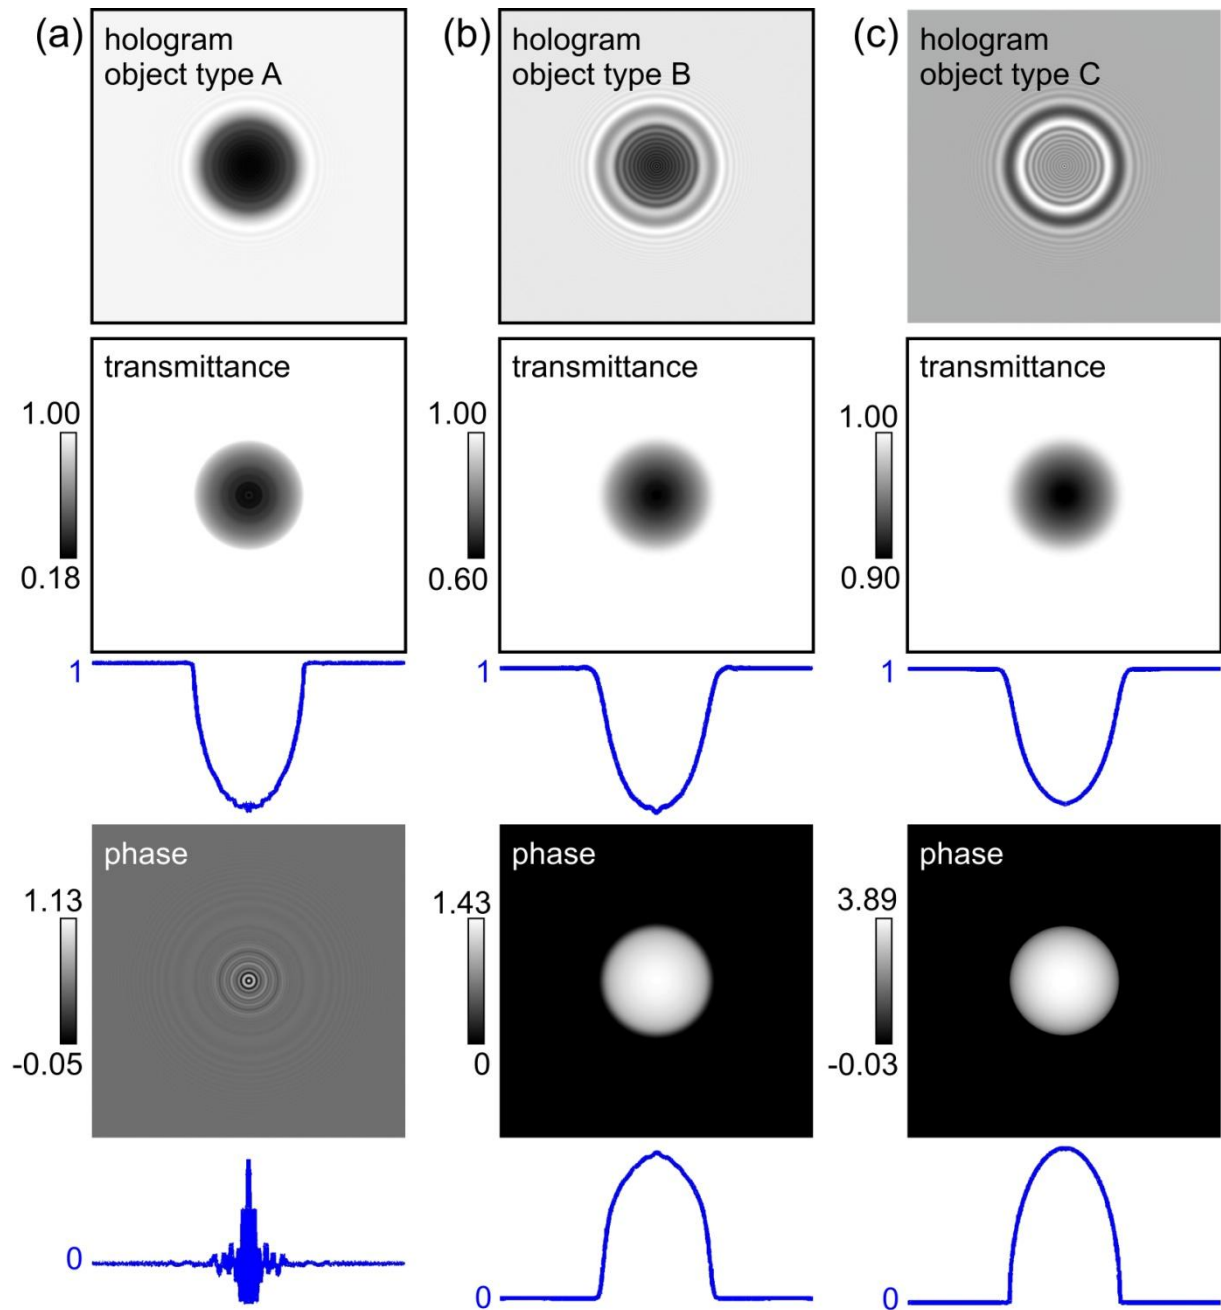 (a)
hologram
object type A
(b)
hologram
object type B
(c)
hologram
object type C
transmittance
1.00
0.18
transmittance
1.00
0.60
transmittance
1.00
0.90
1
1
1
phase
1.13
-0.05
phase
1.43
0
phase
3.89
-0.03
0
0
0